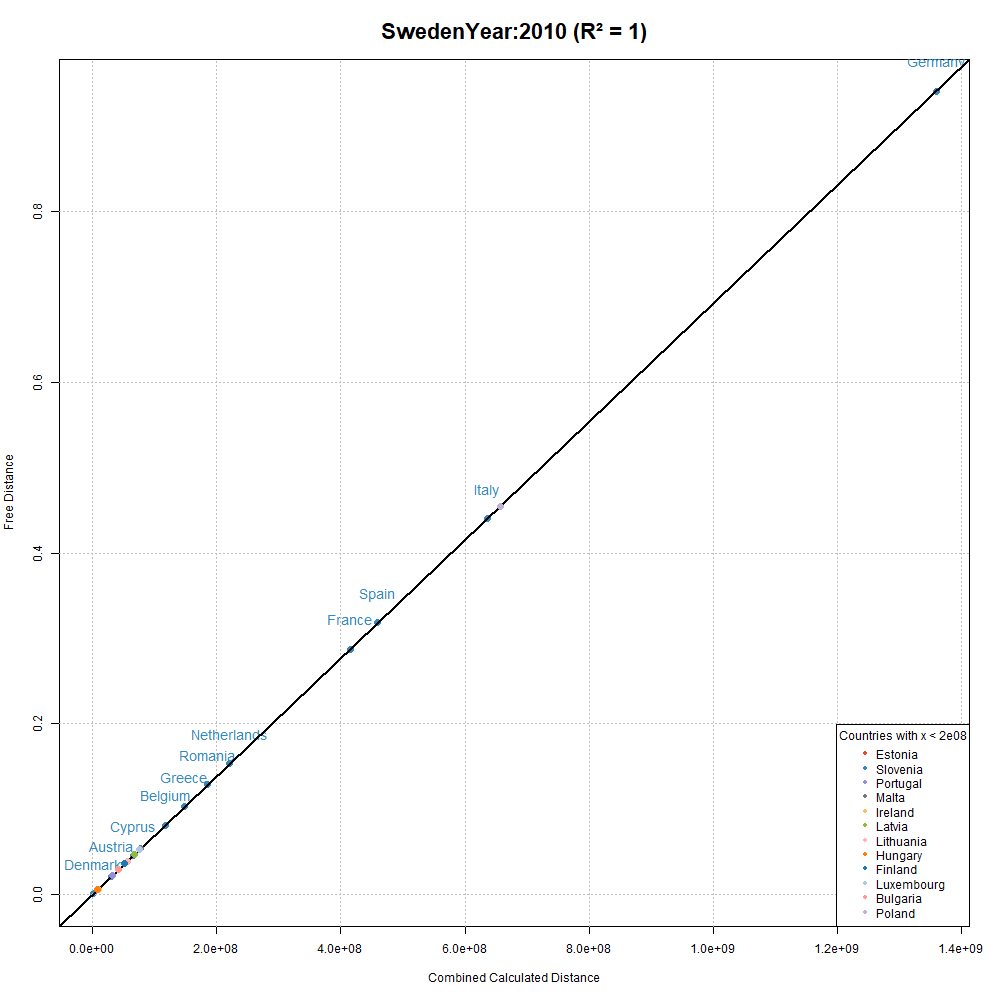 SwedenYear:2010 (R² = 1)
Germany
0.8
0.6
Free Distance
Italy
0.4
Spain
France
0.2
Netherlands
Romania
Greece
Belgium
Cyprus
Austria
Denmark
0.0
Countries with x < 2e08
Estonia
Slovenia
Portugal
Malta
Ireland
Latvia
Lithuania
Hungary
Finland
Luxembourg
Bulgaria
Poland
0.0e+00 2.0e+08 4.0e+08 6.0e+08 8.0e+08 1.0e+09 1.2e+09 1.4e+09
Combined Calculated Distance